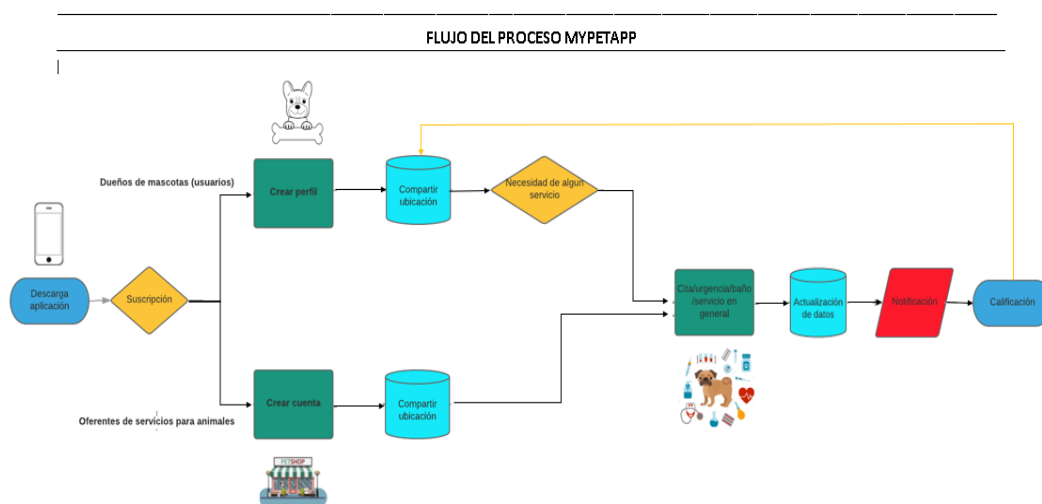 FLUJO DEL PROCESO MYPETAPP
Dueños de mascotas (usuarios)
Crear perfil
Compartir
ubicación
Necesidad de algun
servicio
Descarga
aplicación
Suscripción
Cita/urgencia/baño
/servicio en
general
Actualización
de datos
Notificación
Calificación
Oferentes de servicios para animales
Crear cuenta
Compartir
ubicación
PETSHOP